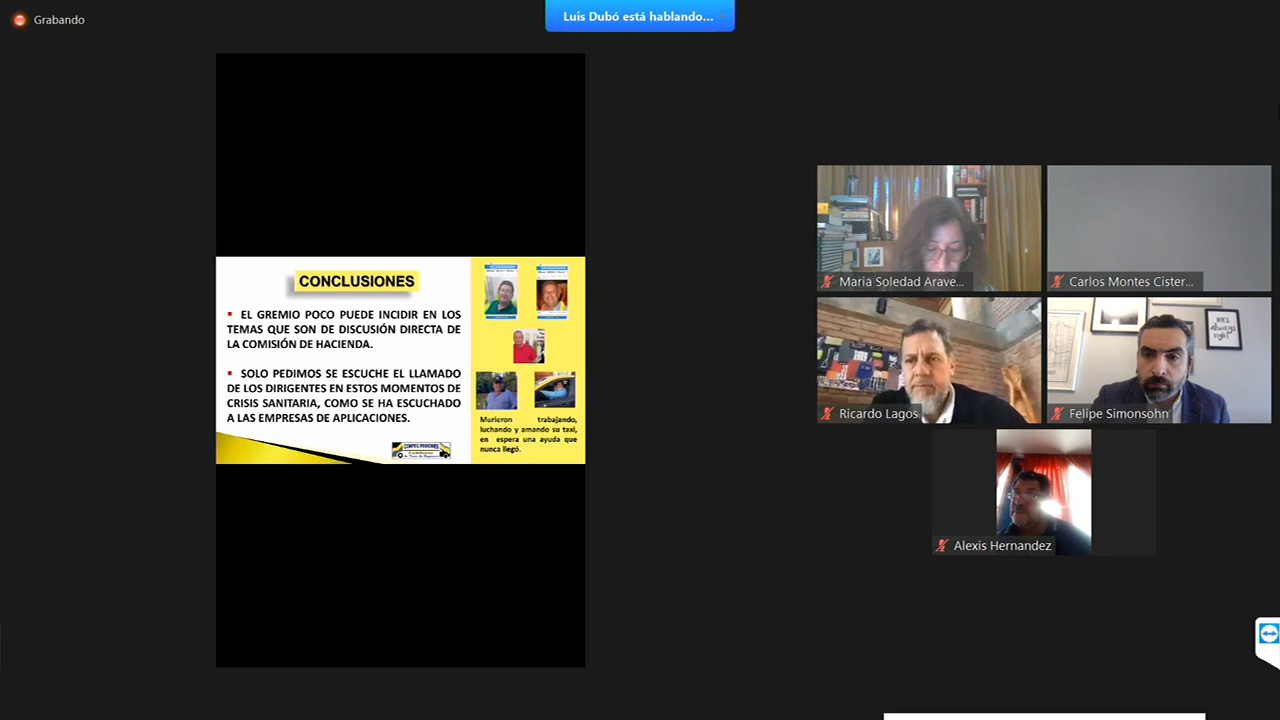 Grabando
Luis Dubó está hablando...
CONCLUSIONES
▪ EL GREMIO POCO PUEDE INCIDIR EN LOS
TEMAS QUE SON DE DISCUSIÓN DIRECTA DE
LA COMISIÓN DE HACIENDA.
▪ SOLO PEDIMOS SE ESCUCHE EL LLAMADO
DE LOS DIRIGENTES EN ESTOS MOMENTOS DE
CRISIS SANITARIA, COMO SE HA ESCUCHADO
A LAS EMPRESAS DE APLICACIONES.
Murieron trabajando,
luchando y amando su taxi,
en espera una ayuda que
nunca llegó.
Maria Soledad Arave...
Carlos Montes Cister...
Ricardo Lagos
Felipe Simonsohn
always
right
Alexis Hernandez